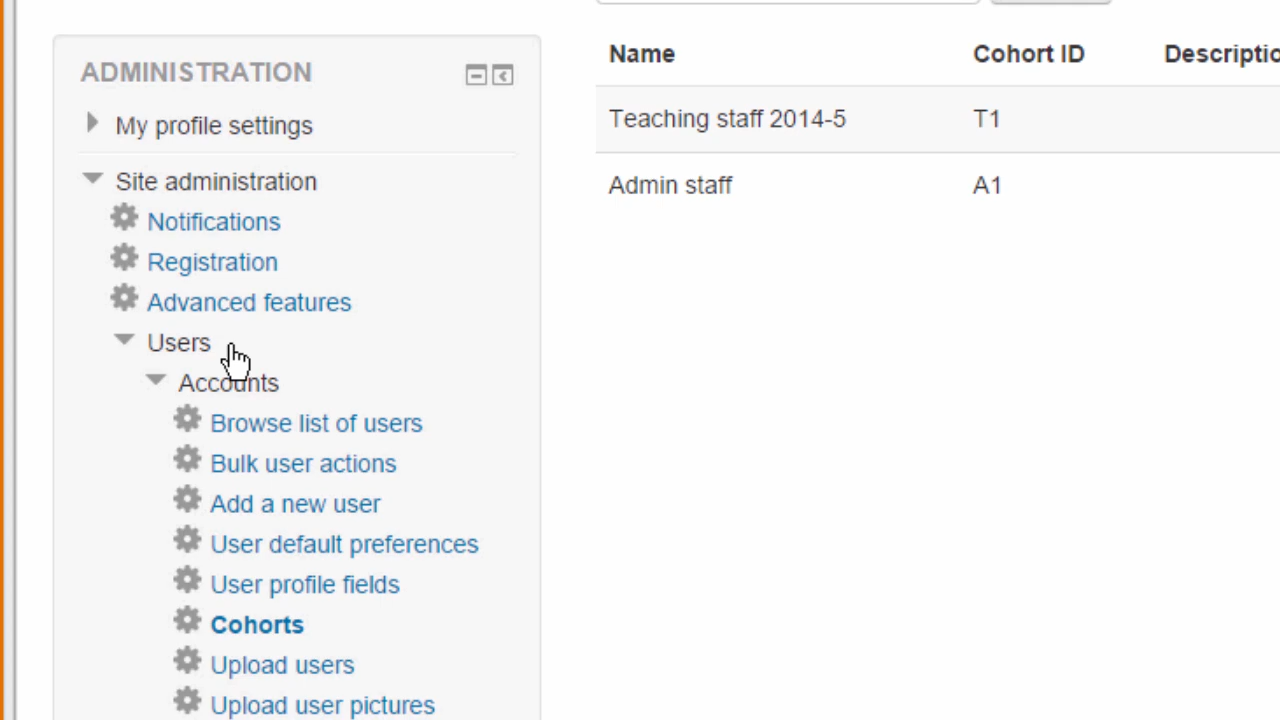 ADMINISTRATION
My profile settings
Site administration
Notifications
Registration
Advanced features
Users
Accounts
Browse list of users
Bulk user actions
Add a new user
User default preferences
User profile fields
Cohorts
Upload users
Upload user pictures
Name Cohort ID Descriptio
Teaching staff 2014-5 T1
Admin staff A1